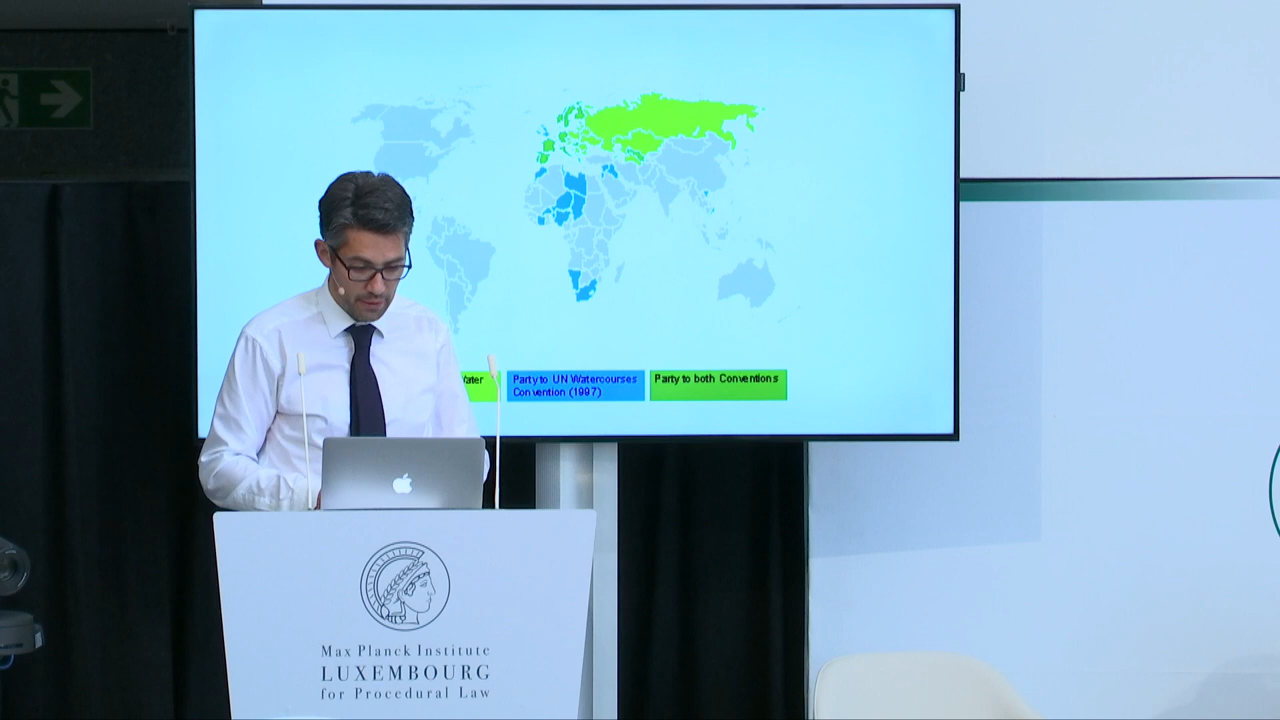 Water
Party to UN Watercourses
Convention (1997)
Party to both Conventions
Max Planck Institute
LUXEMBOURG
for Procedural Law